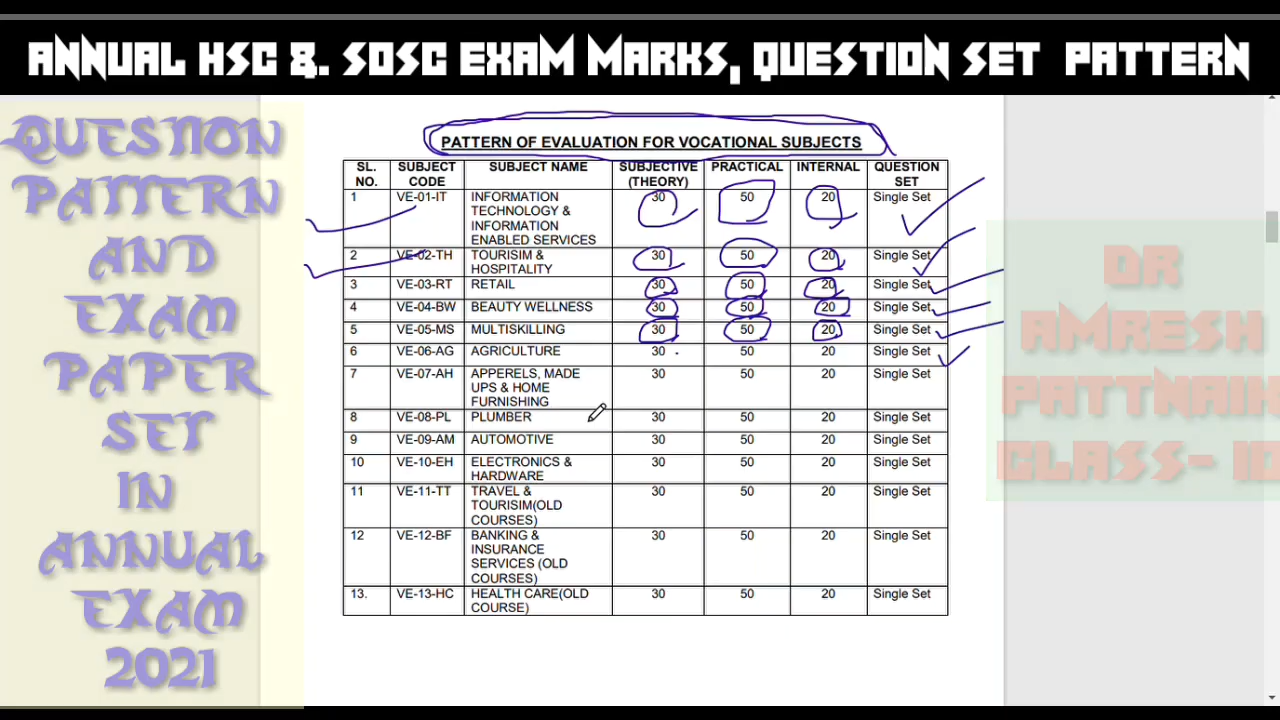 ANNUAL HSC &. SOSC EXAM MARKS, QUESTION SET PATTERN
QUESTION
PATTERN
AND
EXAM
PAPER
SET
IN
ANNUAL
EXAM
2021
PATTERN OF EVALUATION FOR VOCATIONAL SUBJECTS
SL. NO. SUBJECT CODE SUBJECT NAME SUBJECTIVE (THEORY) PRACTICAL INTERNAL QUESTION SET
1 VE-01-IT INFORMATION 30 50 20 Single Set
TECHNOLOGY &
INFORMATION
ENABLED SERVICES
2 VE-02-TH TOURISIM & 30 50 20 Single Set
HOSPITALITY
3 VE-03-RT RETAIL 30 50 20 Single Set
4 VE-04-BW BEAUTY WELLNESS 30 50 20 Single Set
5 VE-05-MS MULTISKILLING 30 50 20 Single Set
6 VE-06-AG AGRICULTURE 30 50 20 Single Set
7 VE-07-AH APPERELS, MADE 30 50 20 Single Set
UPS & HOME
FURNISHING
8 VE-08-PL PLUMBER 30 50 20 Single Set
9 VE-09-AM AUTOMOTIVE 30 50 20 Single Set
10 VE-10-EH ELECTRONICS & 30 50 20 Single Set
HARDWARE
11 VE-11-TT TRAVEL & 30 50 20 Single Set
TOURISIM(OLD
COURSES)
12 VE-12-BF BANKING & 30 50 20 Single Set
INSURANCE
SERVICES (OLD
COURSES)
13. VE-13-HC HEALTH CARE(OLD 30 50 20 Single Set
COURSE)
DR
AMRESH
PATTNAIK
CLASS- 10